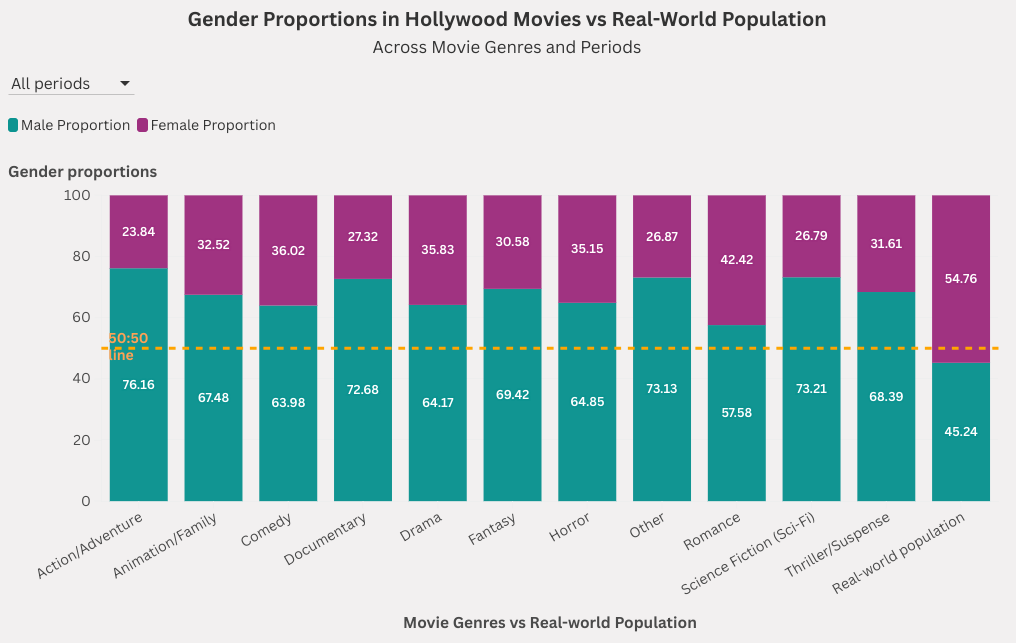 Gender Proportions in Hollywood Movies vs Real-World Population
Across Movie Genres and Periods
All periods
Male Proportion Female Proportion
Gender proportions
100
80
60
40
20
0
23.84 32.52 36.02 27.32 35.83 30.58 35.15 26.87 42.42 26.79 31.61 54.76
50:50
line
76.16 67.48 63.98 72.68 64.17 69.42 64.85 73.13 57.58 73.21 68.39 45.24
Action/Adventure
Animation/Family
Comedy
Documentary
Drama
Fantasy
Horror
Other
Romance
Science Fiction (Sci-Fi)
Thriller/Suspense
Real-world population
Movie Genres vs Real-world Population